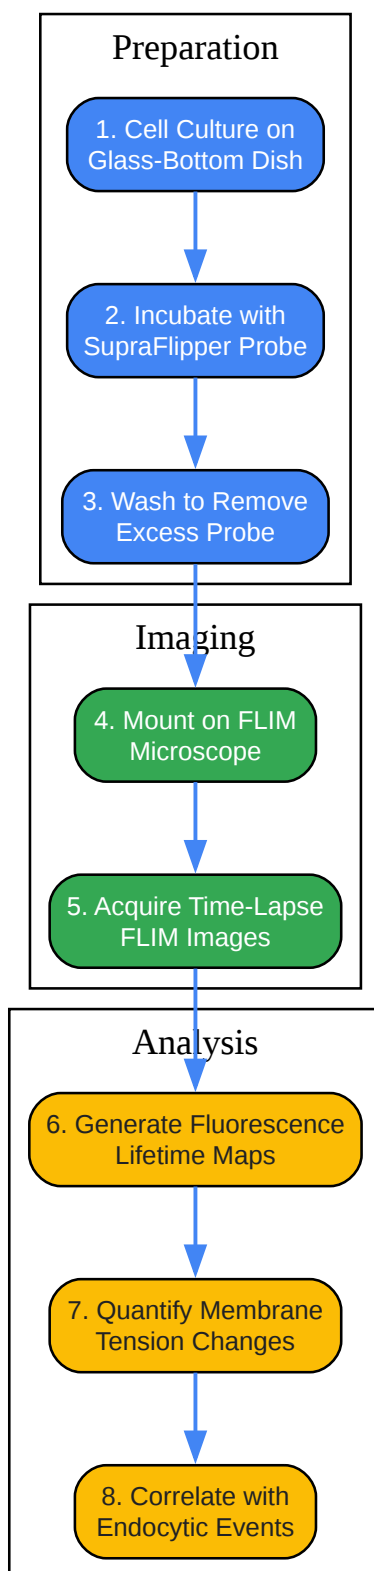 Preparation
1. Cell Culture on
Glass-Bottom Dish
2. Incubate with
SupraFlipper Probe
3. Wash to Remove
Excess Probe
Imaging
4. Mount on FLIM
Microscope
5. Acquire Time-Lapse
FLIM Images
Analysis
6. Generate Fluorescence
Lifetime Maps
7. Quantify Membrane
Tension Changes
8. Correlate with
Endocytic Events